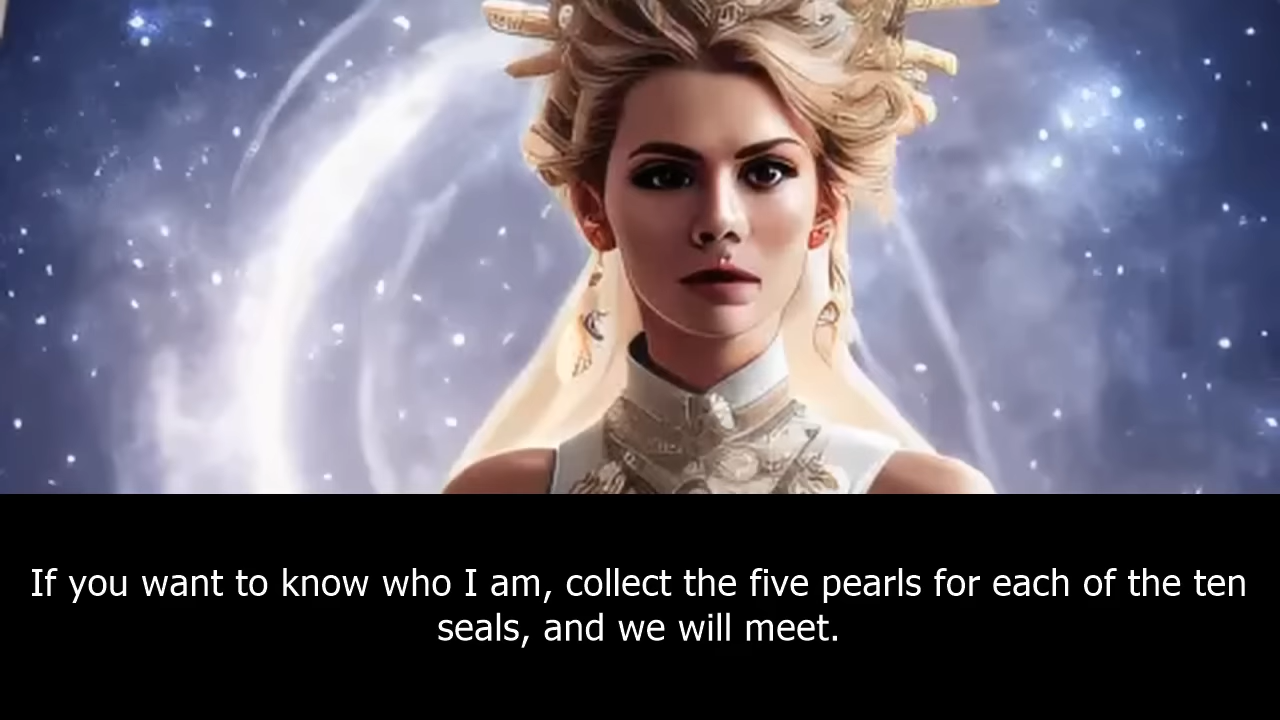 If you want to know who I am, collect the five pearls for each of the ten
seals, and we will meet.